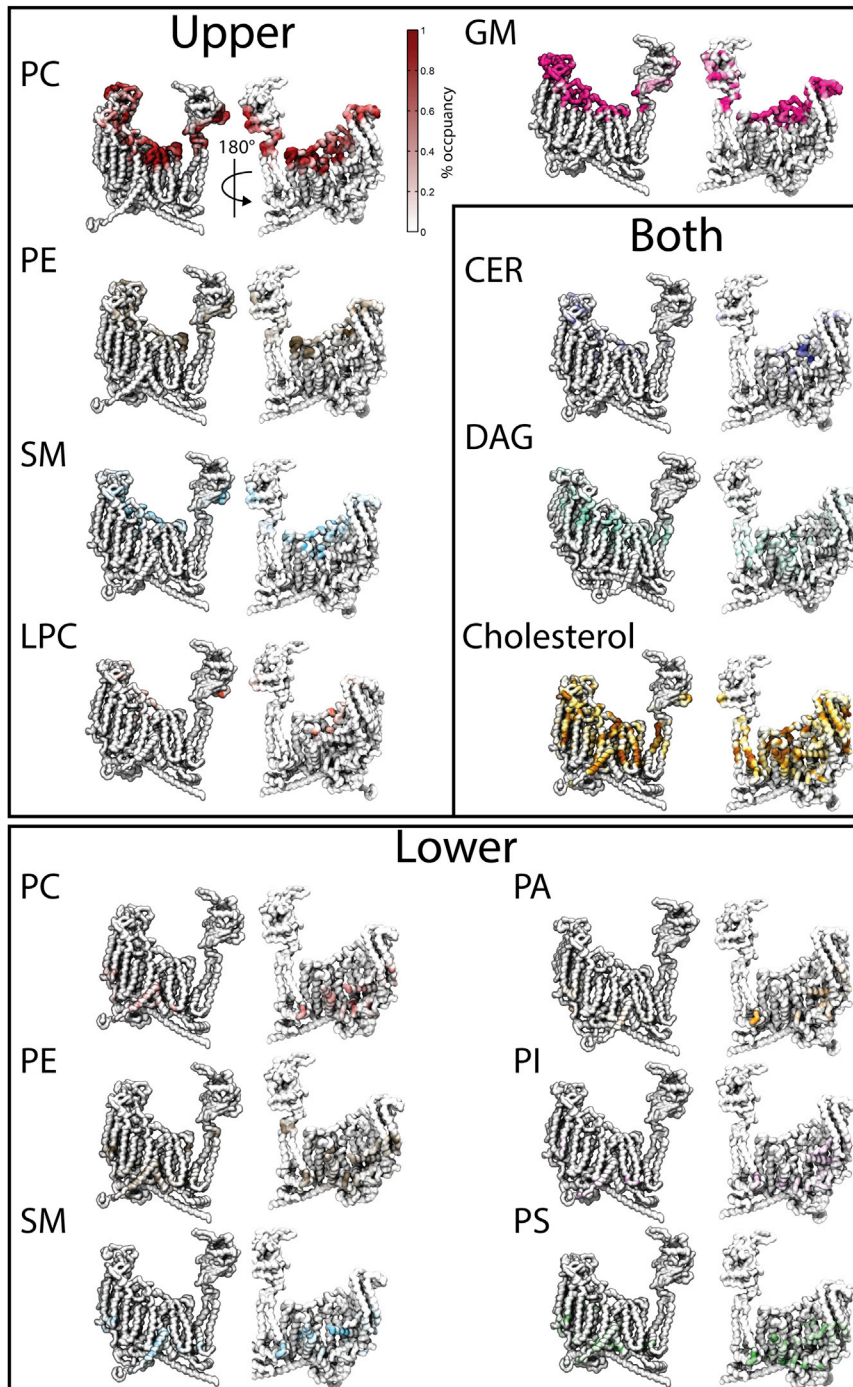 Upper
PC
180°
1
0.8
0.6
0.4
0.2
0
% occpuancy
PE
SM
LPC
GM
Both
CER
DAG
Cholesterol
Lower
PC
PE
SM
PA
PI
PS